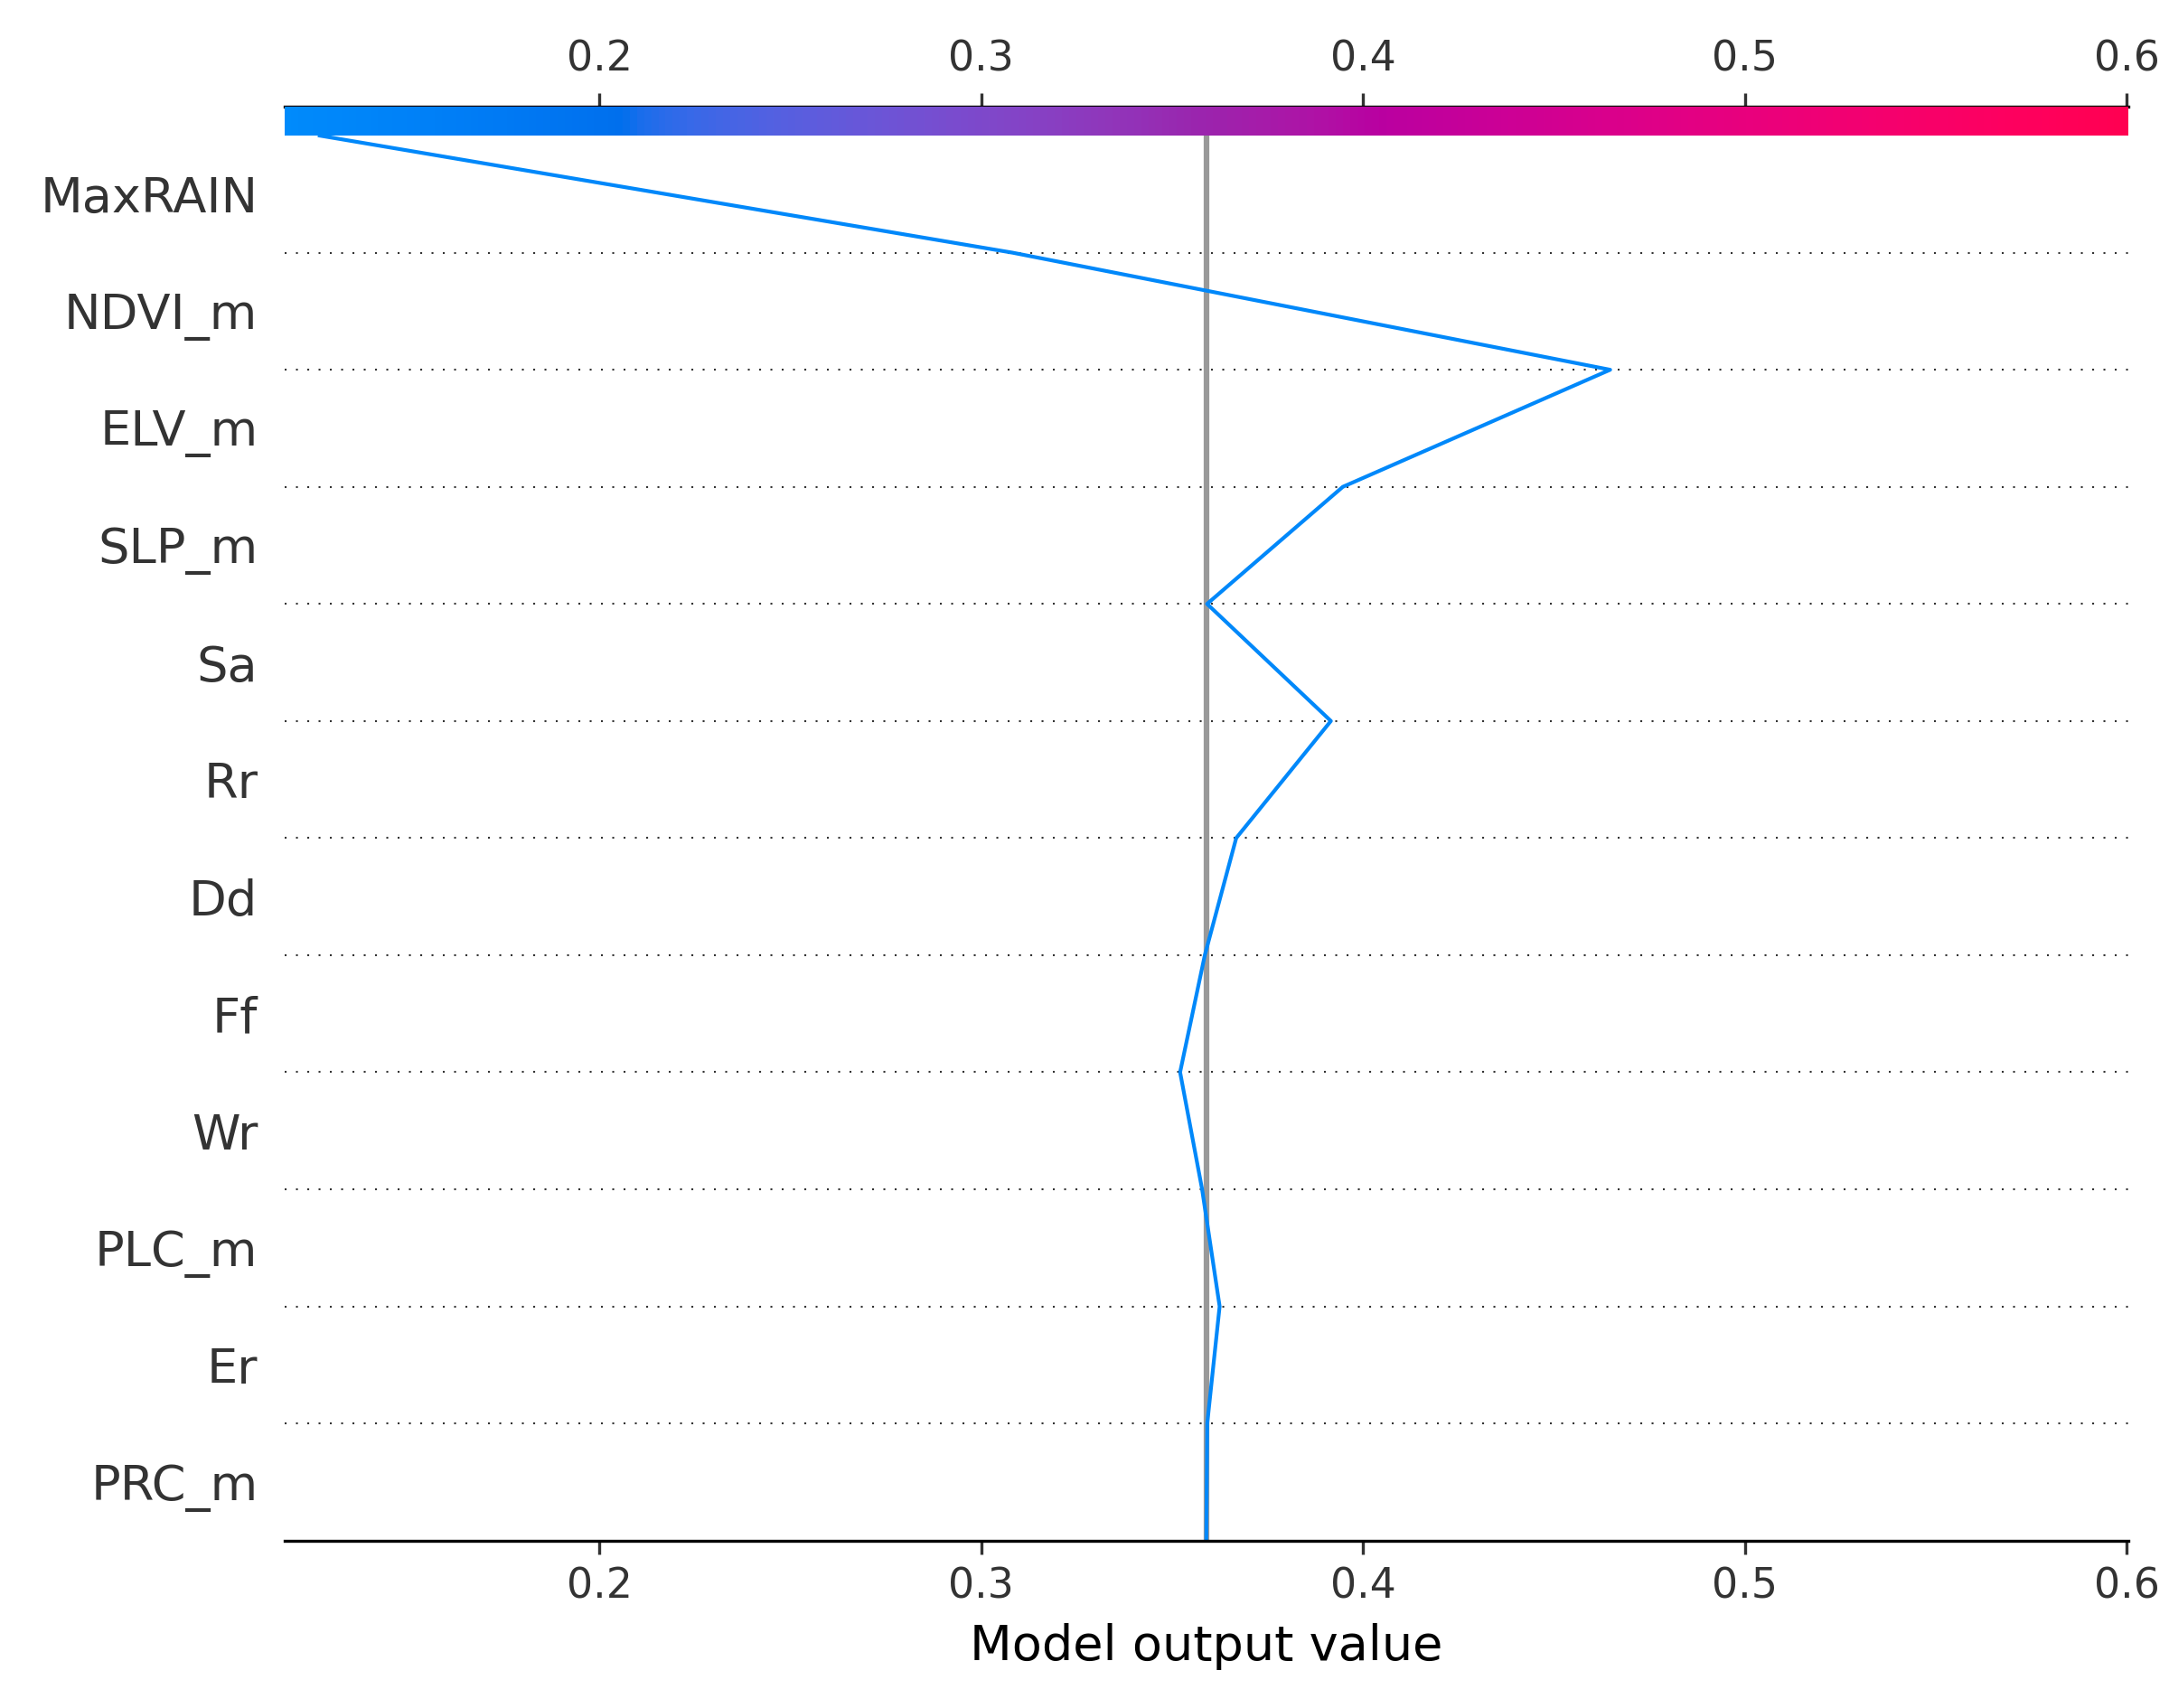 0.2 0.3 0.4 0.5 0.6
MaxRAIN
NDVI_m
ELV_m
SLP_m
Sa
Rr
Dd
Ff
Wr
PLC_m
Er
PRC_m
0.2 0.3 0.4 0.5 0.6
Model output value